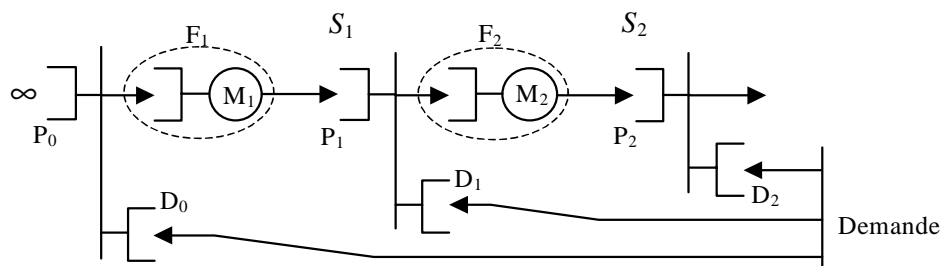 F1 S1 F2 S2
∞ M1 M2
P0 P1 P2
D0 D1 D2
Demande